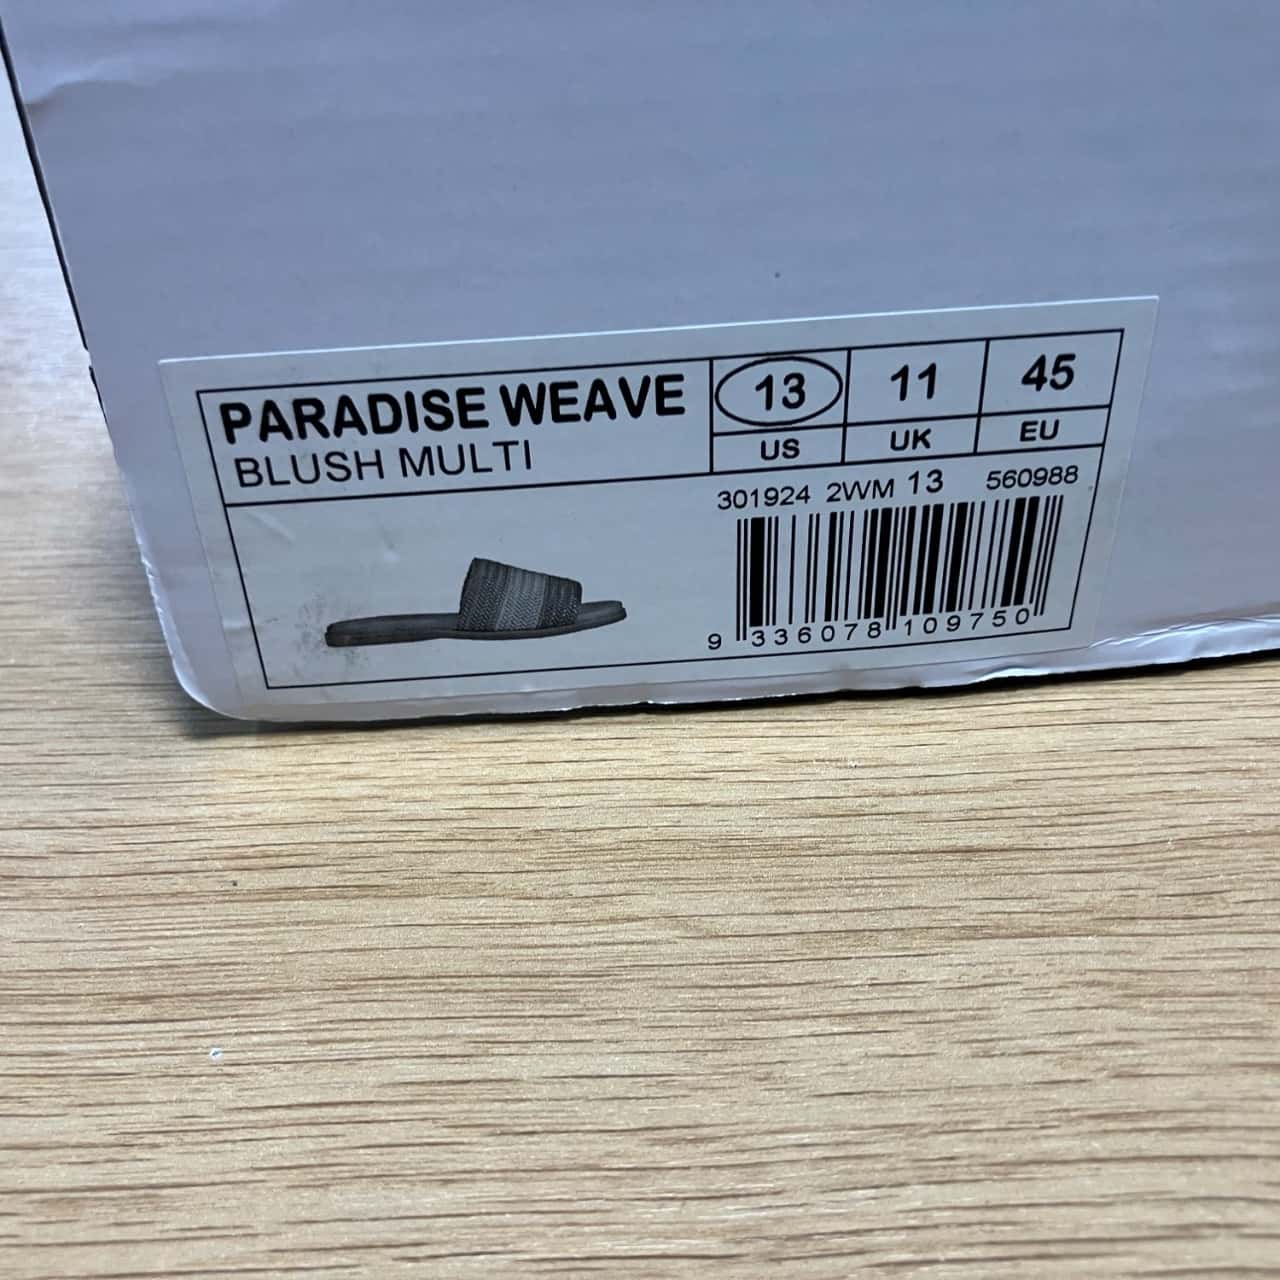 PARADISE WEAVE
BLUSH MULTI
13 11 45
US UK EU
301924 2WM 13 560988
9 336078 109750